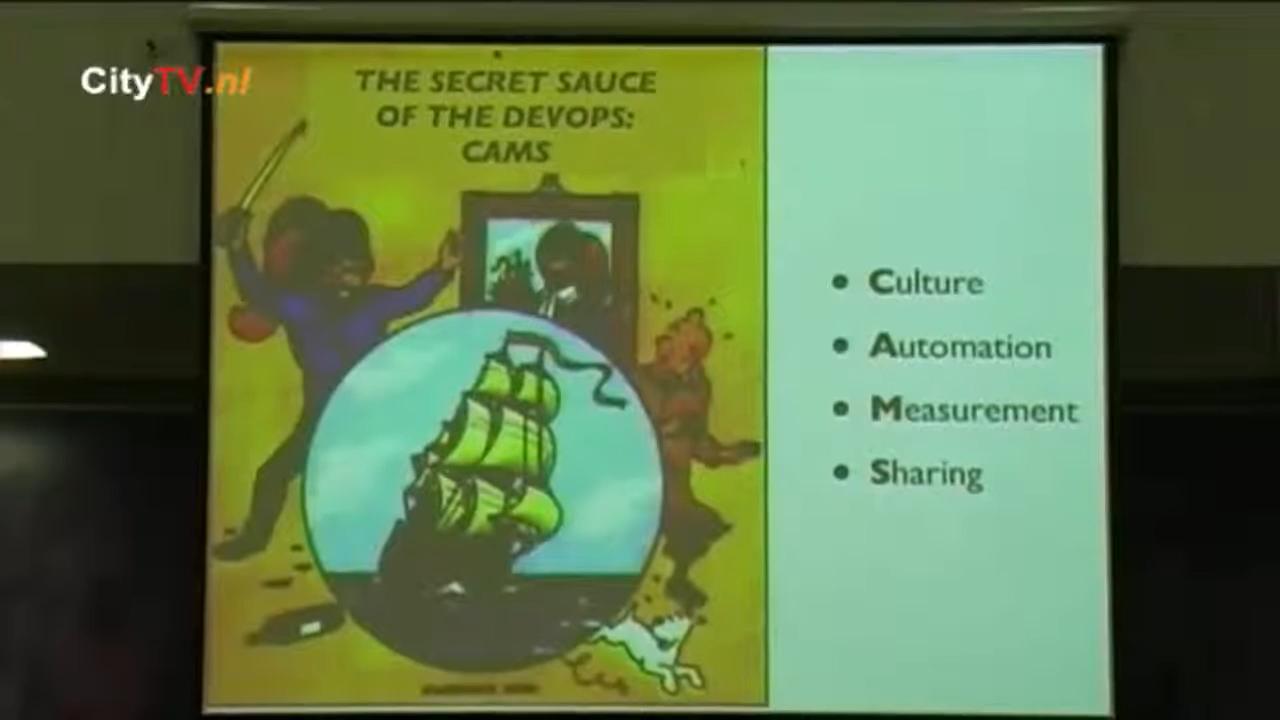 CityTV.nl
THE SECRET SAUCE
OF THE DEVOPS:
CAMS
• Culture
• Automation
• Measurement
• Sharing